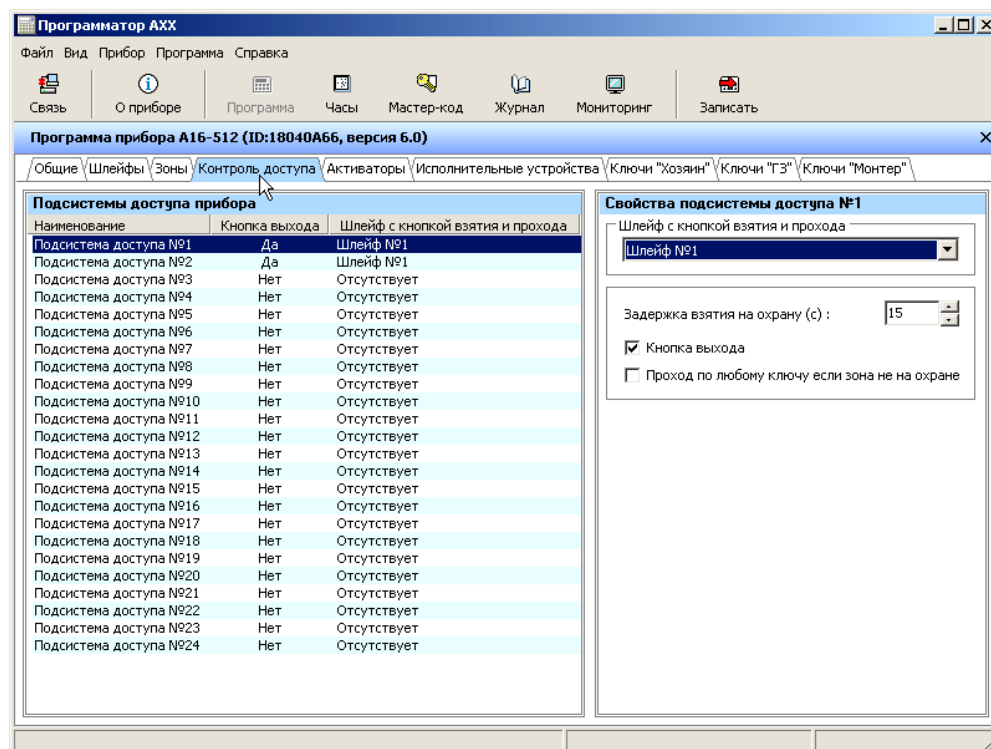 Программатор АХХ
Файл Вид Прибор Программа Справка
Связь О приборе Программа Часы Мастер-код Журнал Мониторинг Записать
Программа прибора А16-512 (ID:18040A66, версия 6.0)
Общие Шлейфы Зоны Контроль доступа Активаторы Исполнительные устройства Ключи "Хозяин" Ключи "ГЗ" Ключи "Монтер"
Подсистемы доступа прибора
Наименование Кнопка выхода Шлейф с кнопкой взятия и прохода
Подсистема доступа №1 Да Шлейф №1
Подсистема доступа №2 Да Шлейф №1
Подсистема доступа №3 Нет Отсутствует
Подсистема доступа №4 Нет Отсутствует
Подсистема доступа №5 Нет Отсутствует
Подсистема доступа №6 Нет Отсутствует
Подсистема доступа №7 Нет Отсутствует
Подсистема доступа №8 Нет Отсутствует
Подсистема доступа №9 Нет Отсутствует
Подсистема доступа №10 Нет Отсутствует
Подсистема доступа №11 Нет Отсутствует
Подсистема доступа №12 Нет Отсутствует
Подсистема доступа №13 Нет Отсутствует
Подсистема доступа №14 Нет Отсутствует
Подсистема доступа №15 Нет Отсутствует
Подсистема доступа №16 Нет Отсутствует
Подсистема доступа №17 Нет Отсутствует
Подсистема доступа №18 Нет Отсутствует
Подсистема доступа №19 Нет Отсутствует
Подсистема доступа №20 Нет Отсутствует
Подсистема доступа №21 Нет Отсутствует
Подсистема доступа №22 Нет Отсутствует
Подсистема доступа №23 Нет Отсутствует
Подсистема доступа №24 Нет Отсутствует
Свойства подсистемы доступа №1
Шлейф с кнопкой взятия и прохода
Шлейф №1
Задержка взятия на охрану (с) : 15
Кнопка выхода
Проход по любому ключу если зона не на охране